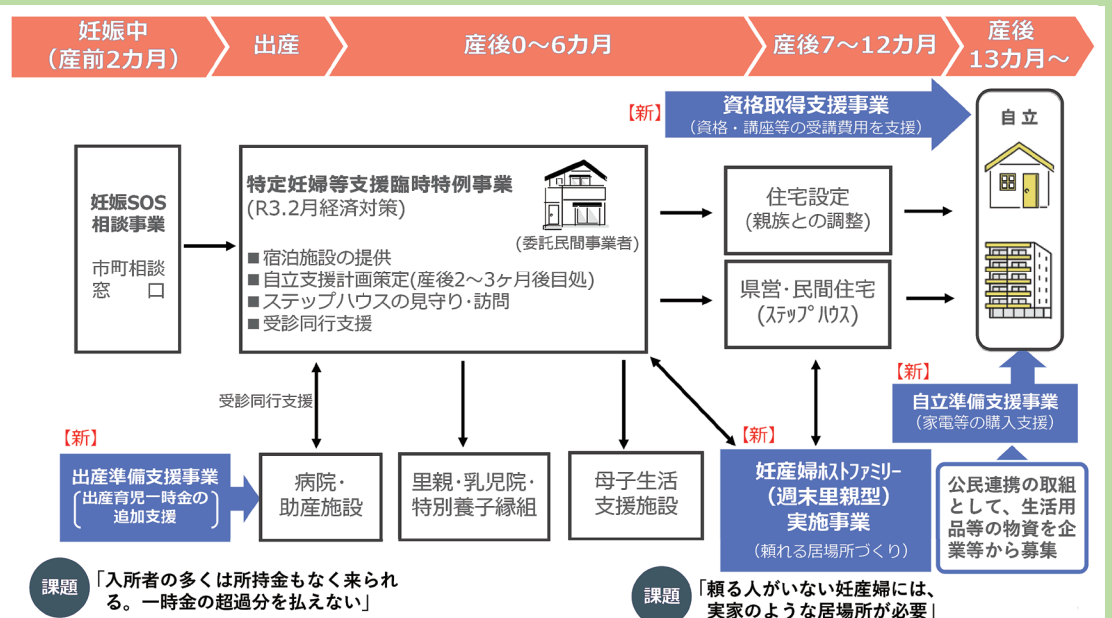 妊娠中
(産前2カ月)
出産
産後0～6カ月
産後7～12カ月
産後
13カ月～
【新】
資格取得支援事業
(資格・講座等の受講費用を支援)
自立
妊娠SOS
相談事業
市町相談
窓　口
特定妊婦等支援臨時特例事業
(R3.2月経済対策)
(委託民間事業者)
■宿泊施設の提供
■自立支援計画策定(産後2～3ヶ月後目処)
■ステップハウスの見守り･訪問
■受診同行支援
住宅設定
(親族との調整)
県営・民間住宅
(ｽﾃｯﾌﾟﾊｳｽ)
受診同行支援
【新】
出産準備支援事業
出産育児一時金の
追加支援
病院・
助産施設
里親･乳児院･
特別養子縁組
母子生活
支援施設
【新】
妊産婦ﾎｽﾄﾌｧﾐﾘｰ
(週末里親型)
実施事業
(頼れる居場所づくり)
【新】
自立準備支援事業
(家電等の購入支援)
公民連携の取組
として、生活用
品等の物資を企
業等から募集
課題
「入所者の多くは所持金もなく来られ
る。一時金の超過分を払えない」
課題
「頼る人がいない妊産婦には、
実家のような居場所が必要」